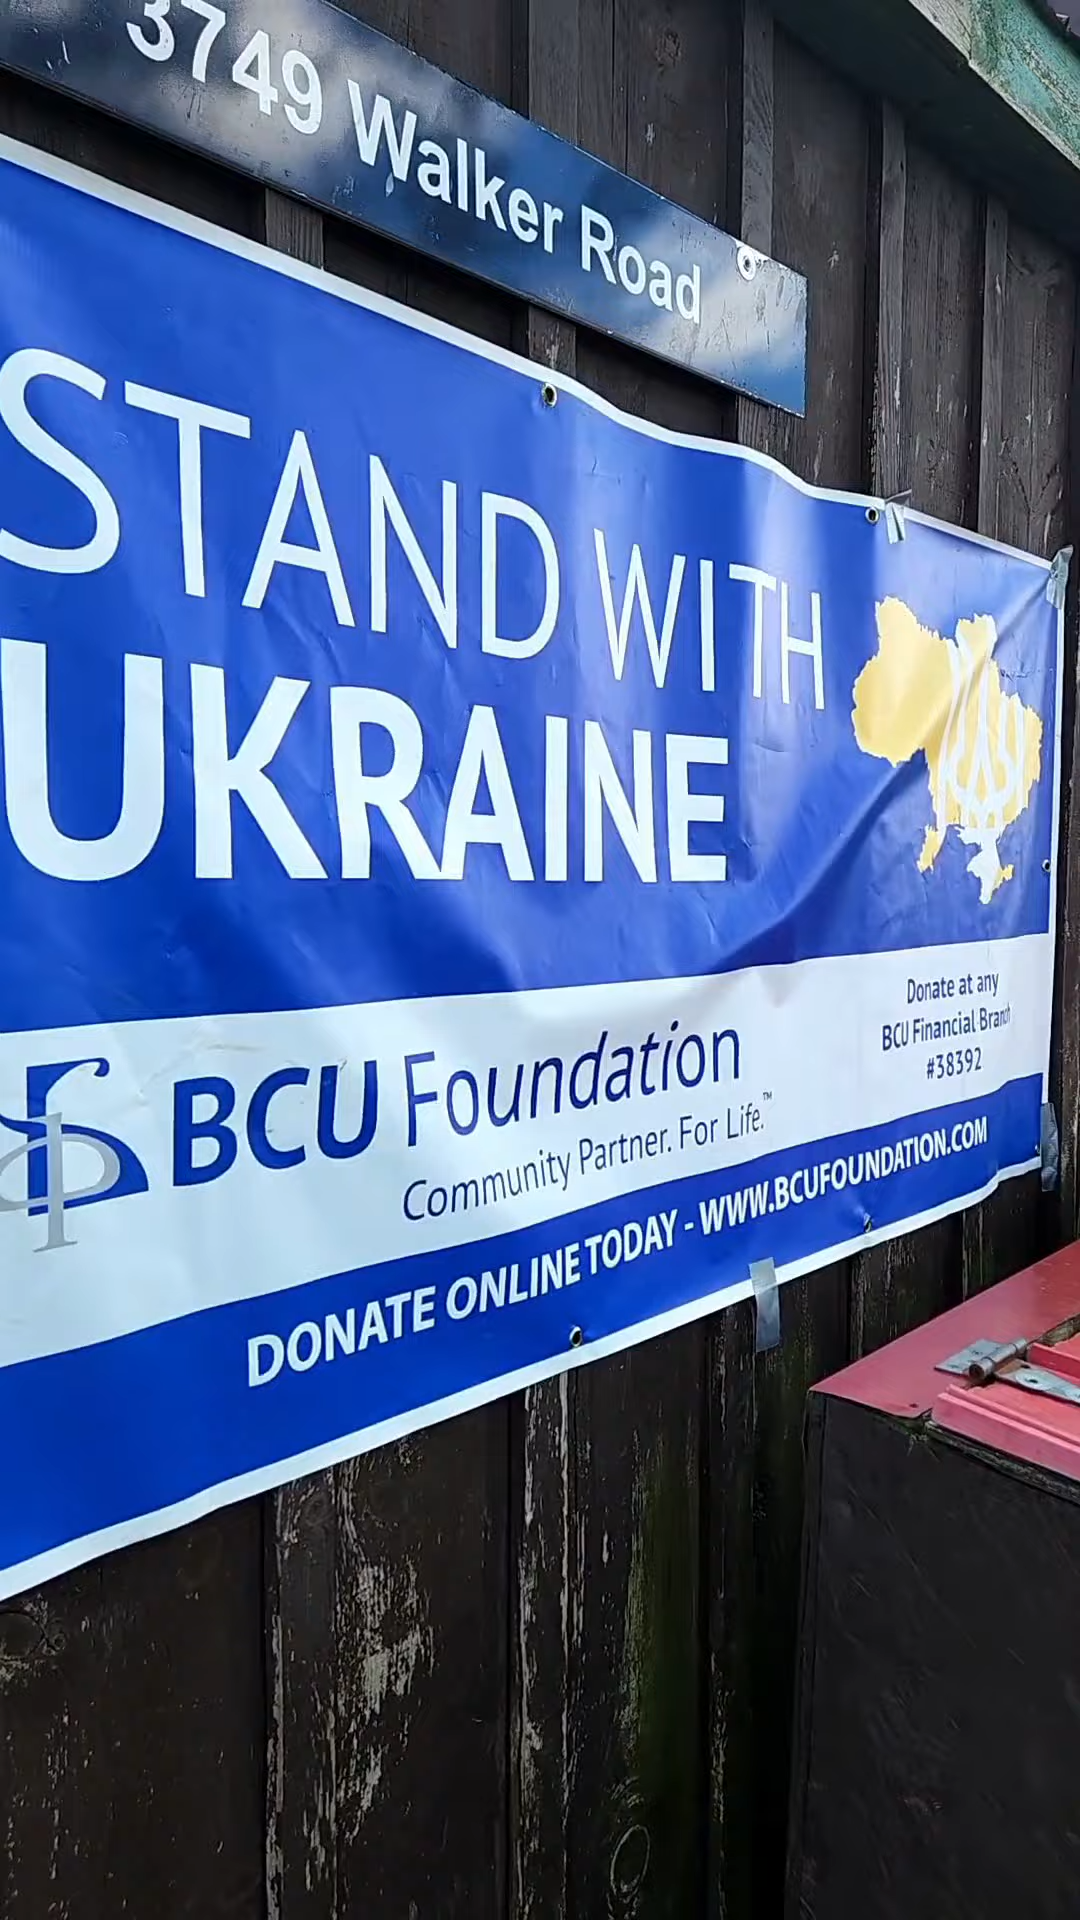 3749 Walker Road
STAND WITH
UKRAINE
Donate at any
BCU Financial Branch
#38392
BCU Foundation
Community Partner. For Life.™
DONATE ONLINE TODAY - WWW.BCUFOUNDATION.COM